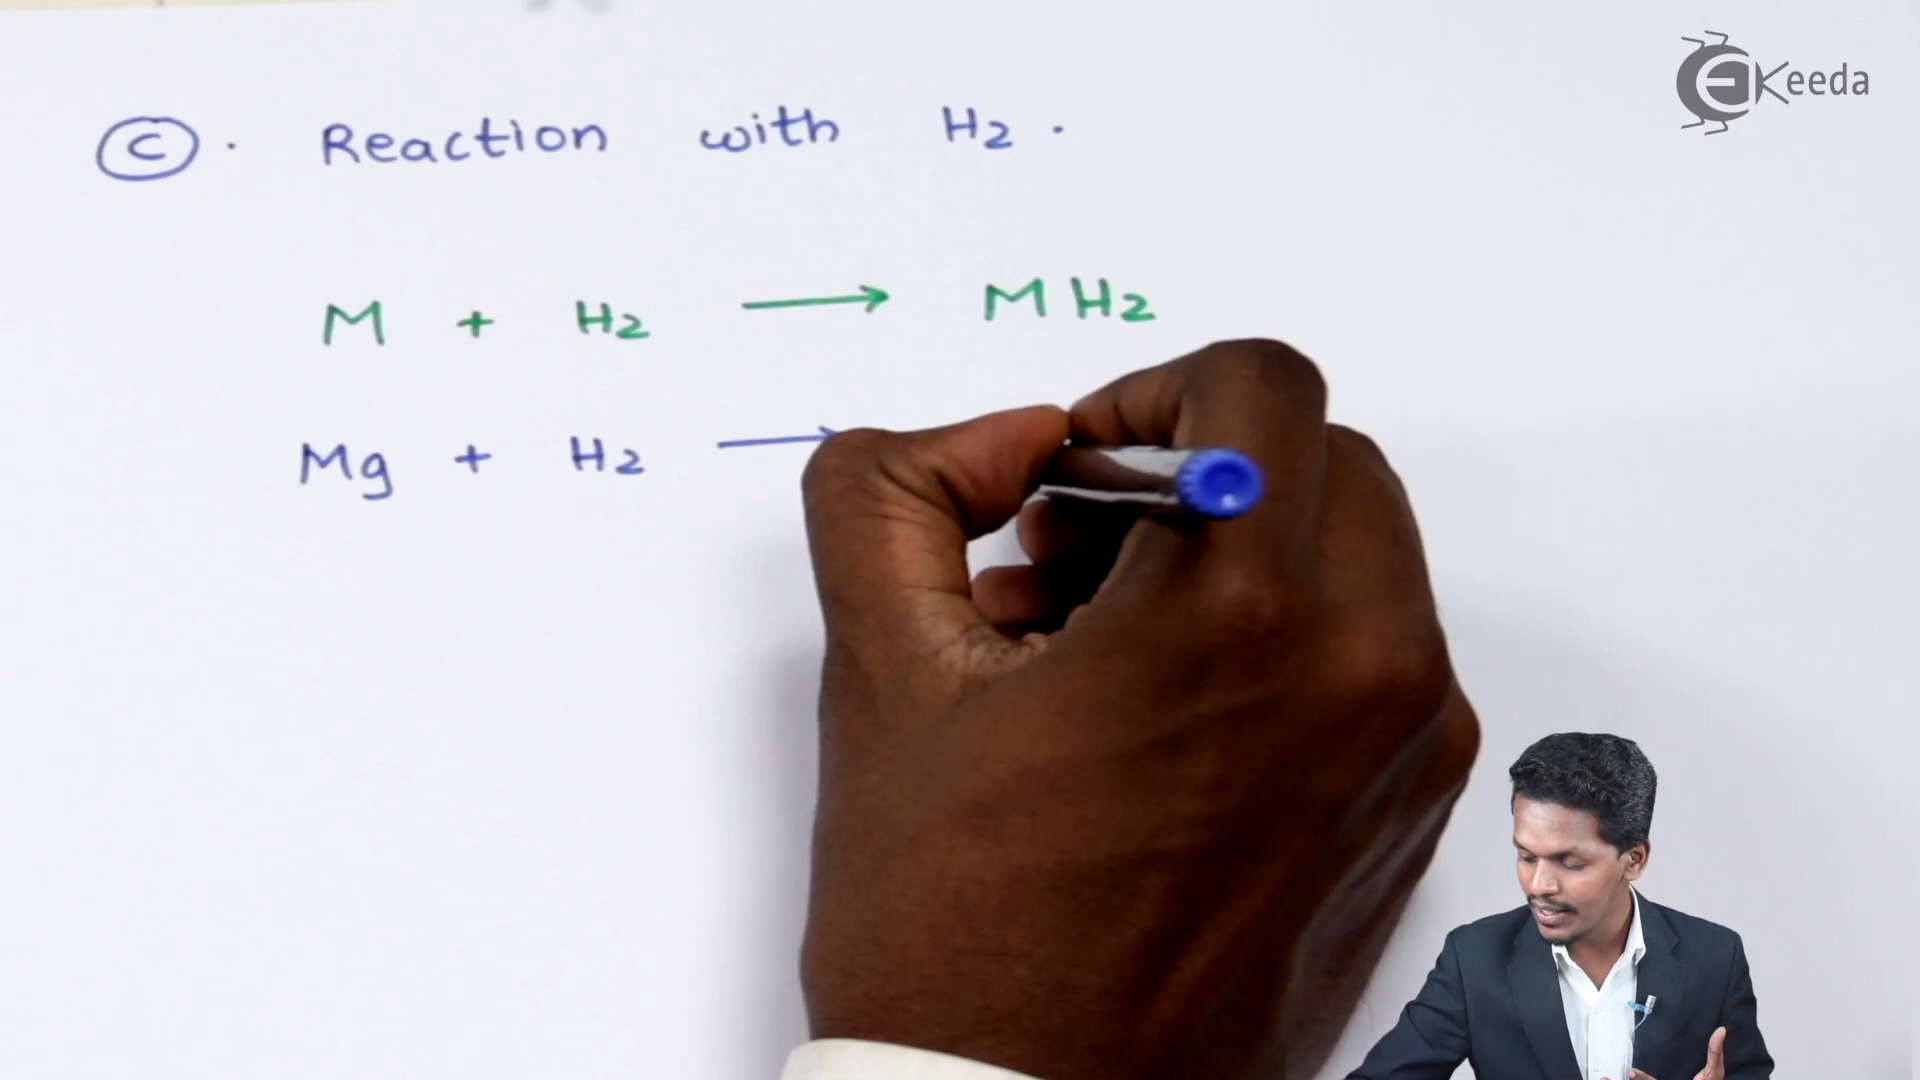 EKeeda
C. Reaction with H2.
M + H2 → MH2
Mg + H2 →